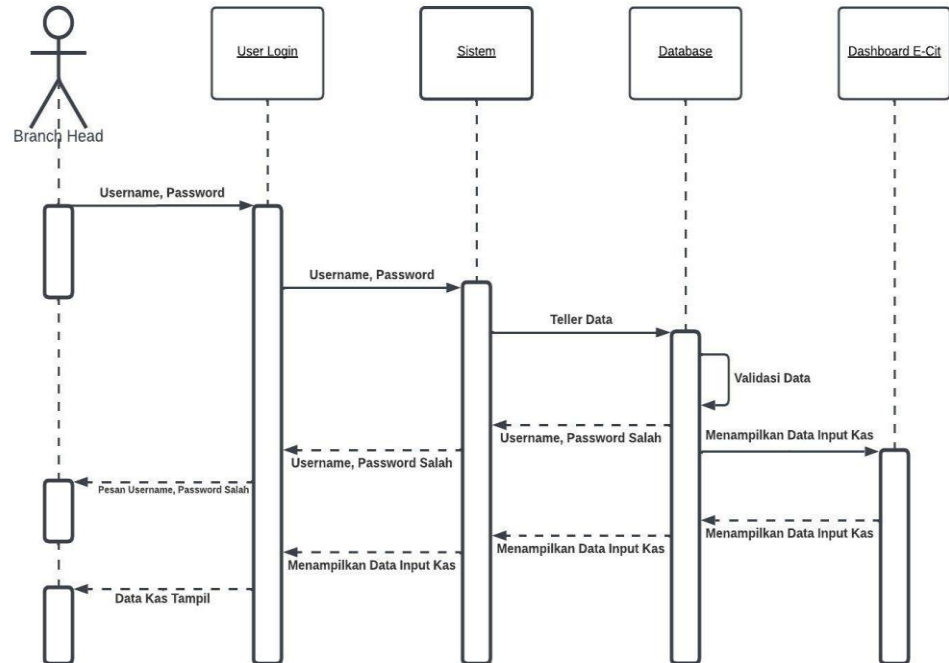 User Login
Sistem
Database
Dashboard E-Cit
Branch Head
Username, Password
Username, Password
Teller Data
Validasi Data
Username, Password Salah
Menampilkan Data Input Kas
Username, Password Salah
Pesan Username, Password Salah
Menampilkan Data Input Kas
Menampilkan Data Input Kas
Menampilkan Data Input Kas
Data Kas Tampil